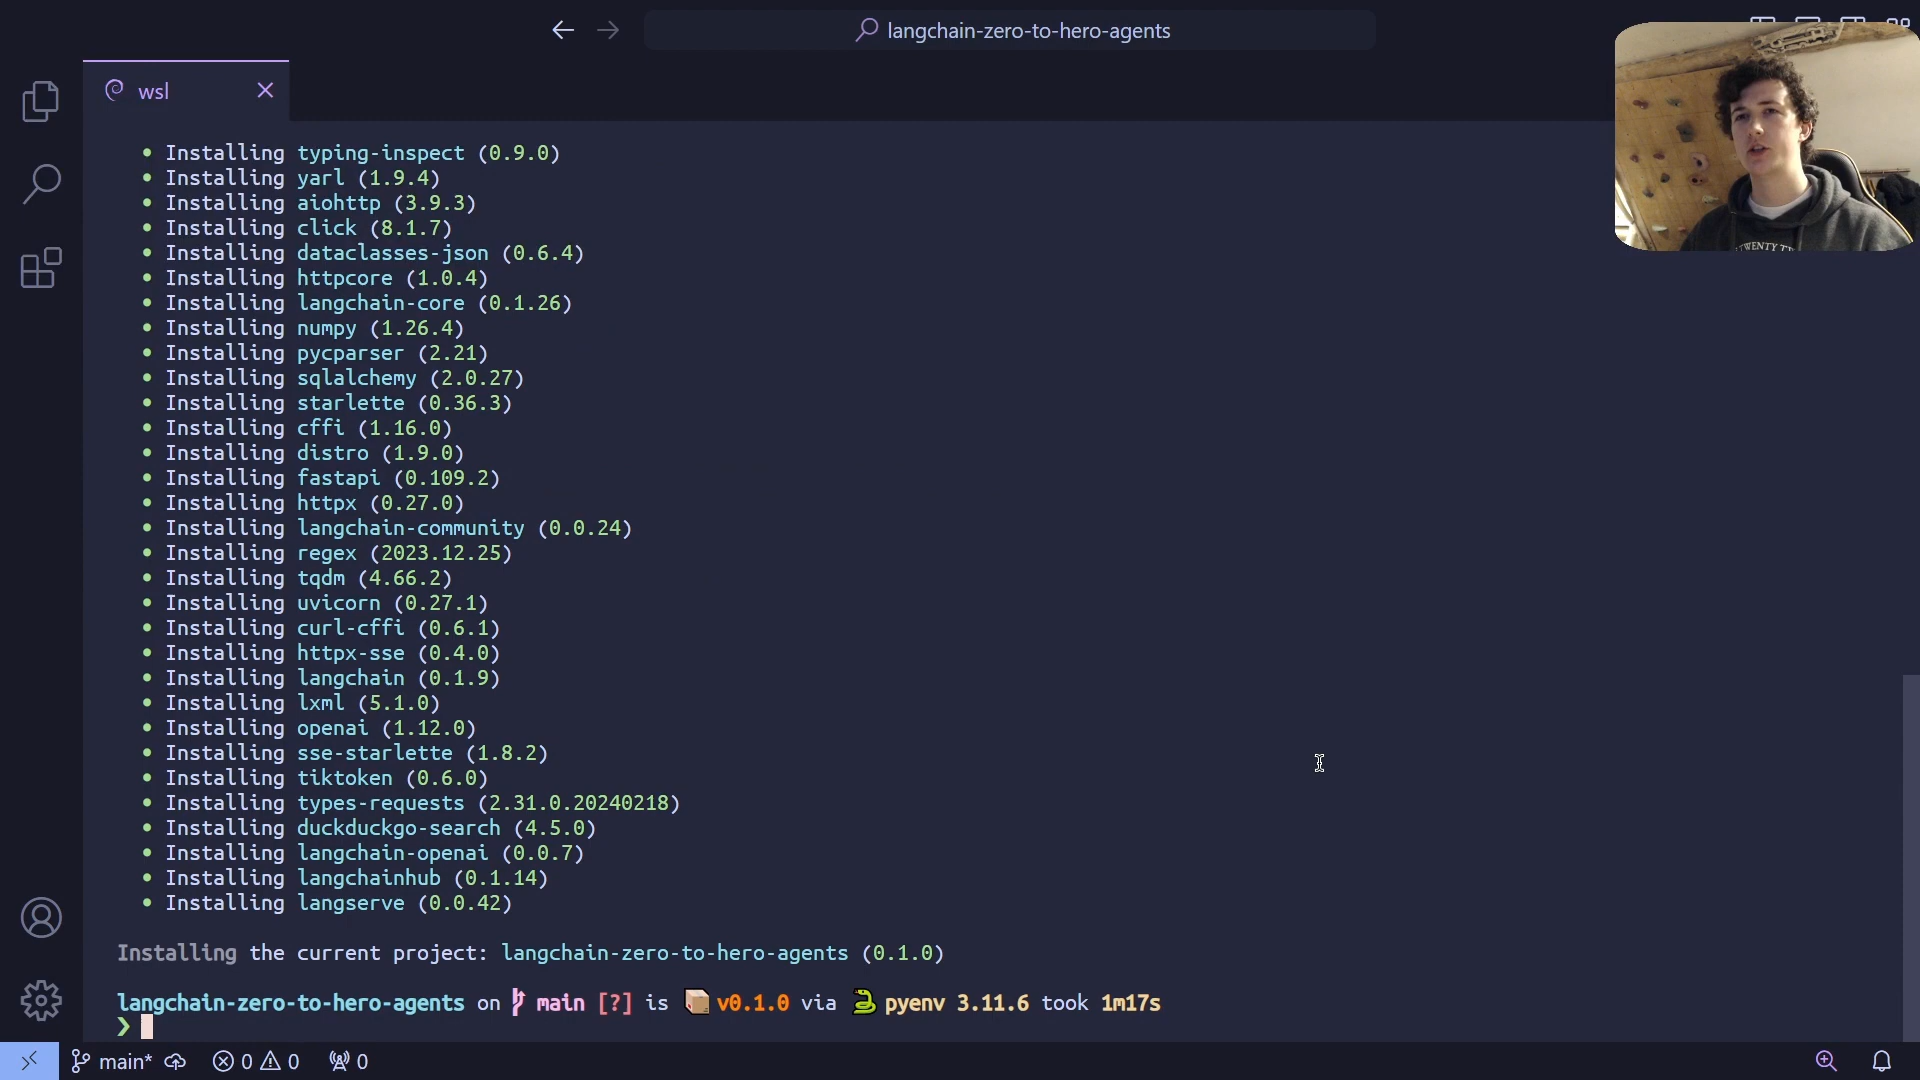 langchain-zero-to-hero-agents
wsl
• Installing typing-inspect (0.9.0)
• Installing yarl (1.9.4)
• Installing aiohttp (3.9.3)
• Installing click (8.1.7)
• Installing dataclasses-json (0.6.4)
• Installing httpcore (1.0.4)
• Installing langchain-core (0.1.26)
• Installing numpy (1.26.4)
• Installing pycparser (2.21)
• Installing sqlalchemy (2.0.27)
• Installing starlette (0.36.3)
• Installing cffi (1.16.0)
• Installing distro (1.9.0)
• Installing fastapi (0.109.2)
• Installing httpx (0.27.0)
• Installing langchain-community (0.0.24)
• Installing regex (2023.12.25)
• Installing tqdm (4.66.2)
• Installing uvicorn (0.27.1)
• Installing curl-cffi (0.6.1)
• Installing httpx-sse (0.4.0)
• Installing langchain (0.1.9)
• Installing lxml (5.1.0)
• Installing openai (1.12.0)
• Installing sse-starlette (1.8.2)
• Installing tiktoken (0.6.0)
• Installing types-requests (2.31.0.20240218)
• Installing duckduckgo-search (4.5.0)
• Installing langchain-openai (0.0.7)
• Installing langchainhub (0.1.14)
• Installing langserve (0.0.42)
Installing the current project: langchain-zero-to-hero-agents (0.1.0)
langchain-zero-to-hero-agents on main [?] is 📦 v0.1.0 via 🐍 pyenv 3.11.6 took 1m17s
❯
main* 0 0 0
TWENTY